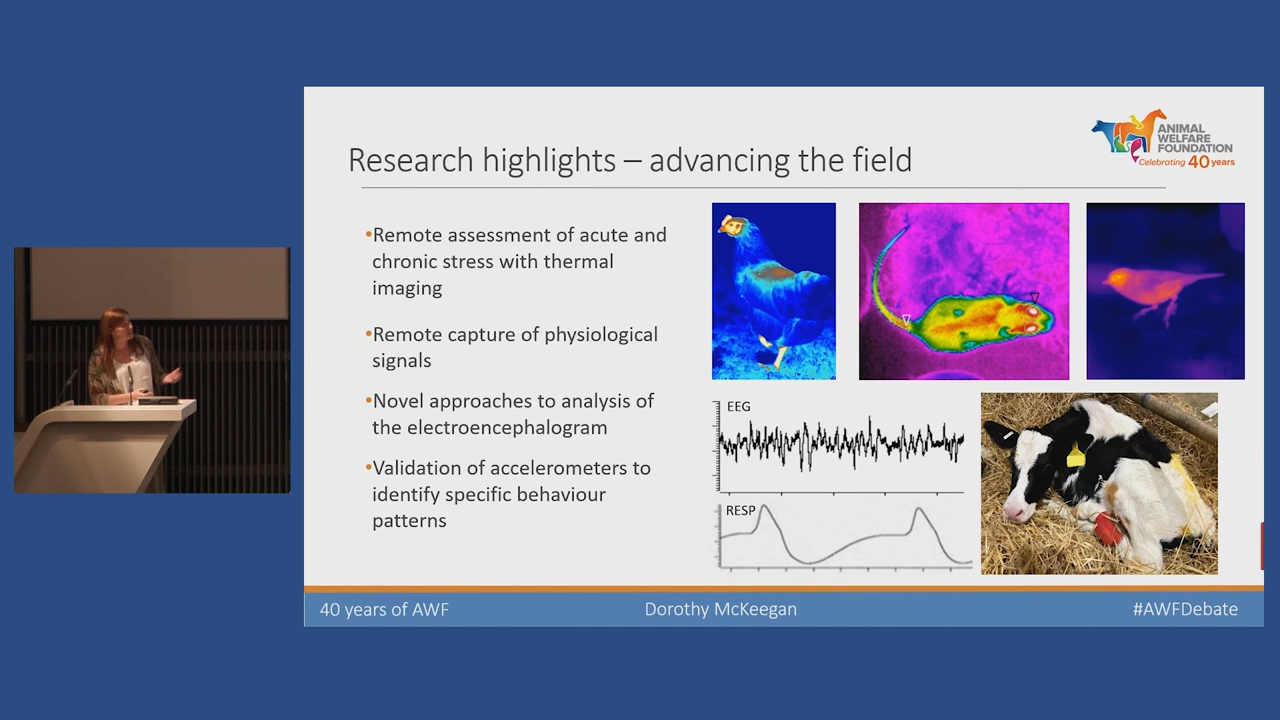 ANIMAL
WELFARE
FOUNDATION
Celebrating 40 years
Research highlights – advancing the field
•Remote assessment of acute and
chronic stress with thermal
imaging
•Remote capture of physiological
signals
•Novel approaches to analysis of
the electroencephalogram
•Validation of accelerometers to
identify specific behaviour
patterns
EEG
RESP
40 years of AWF
Dorothy McKeegan
#AWFDebate